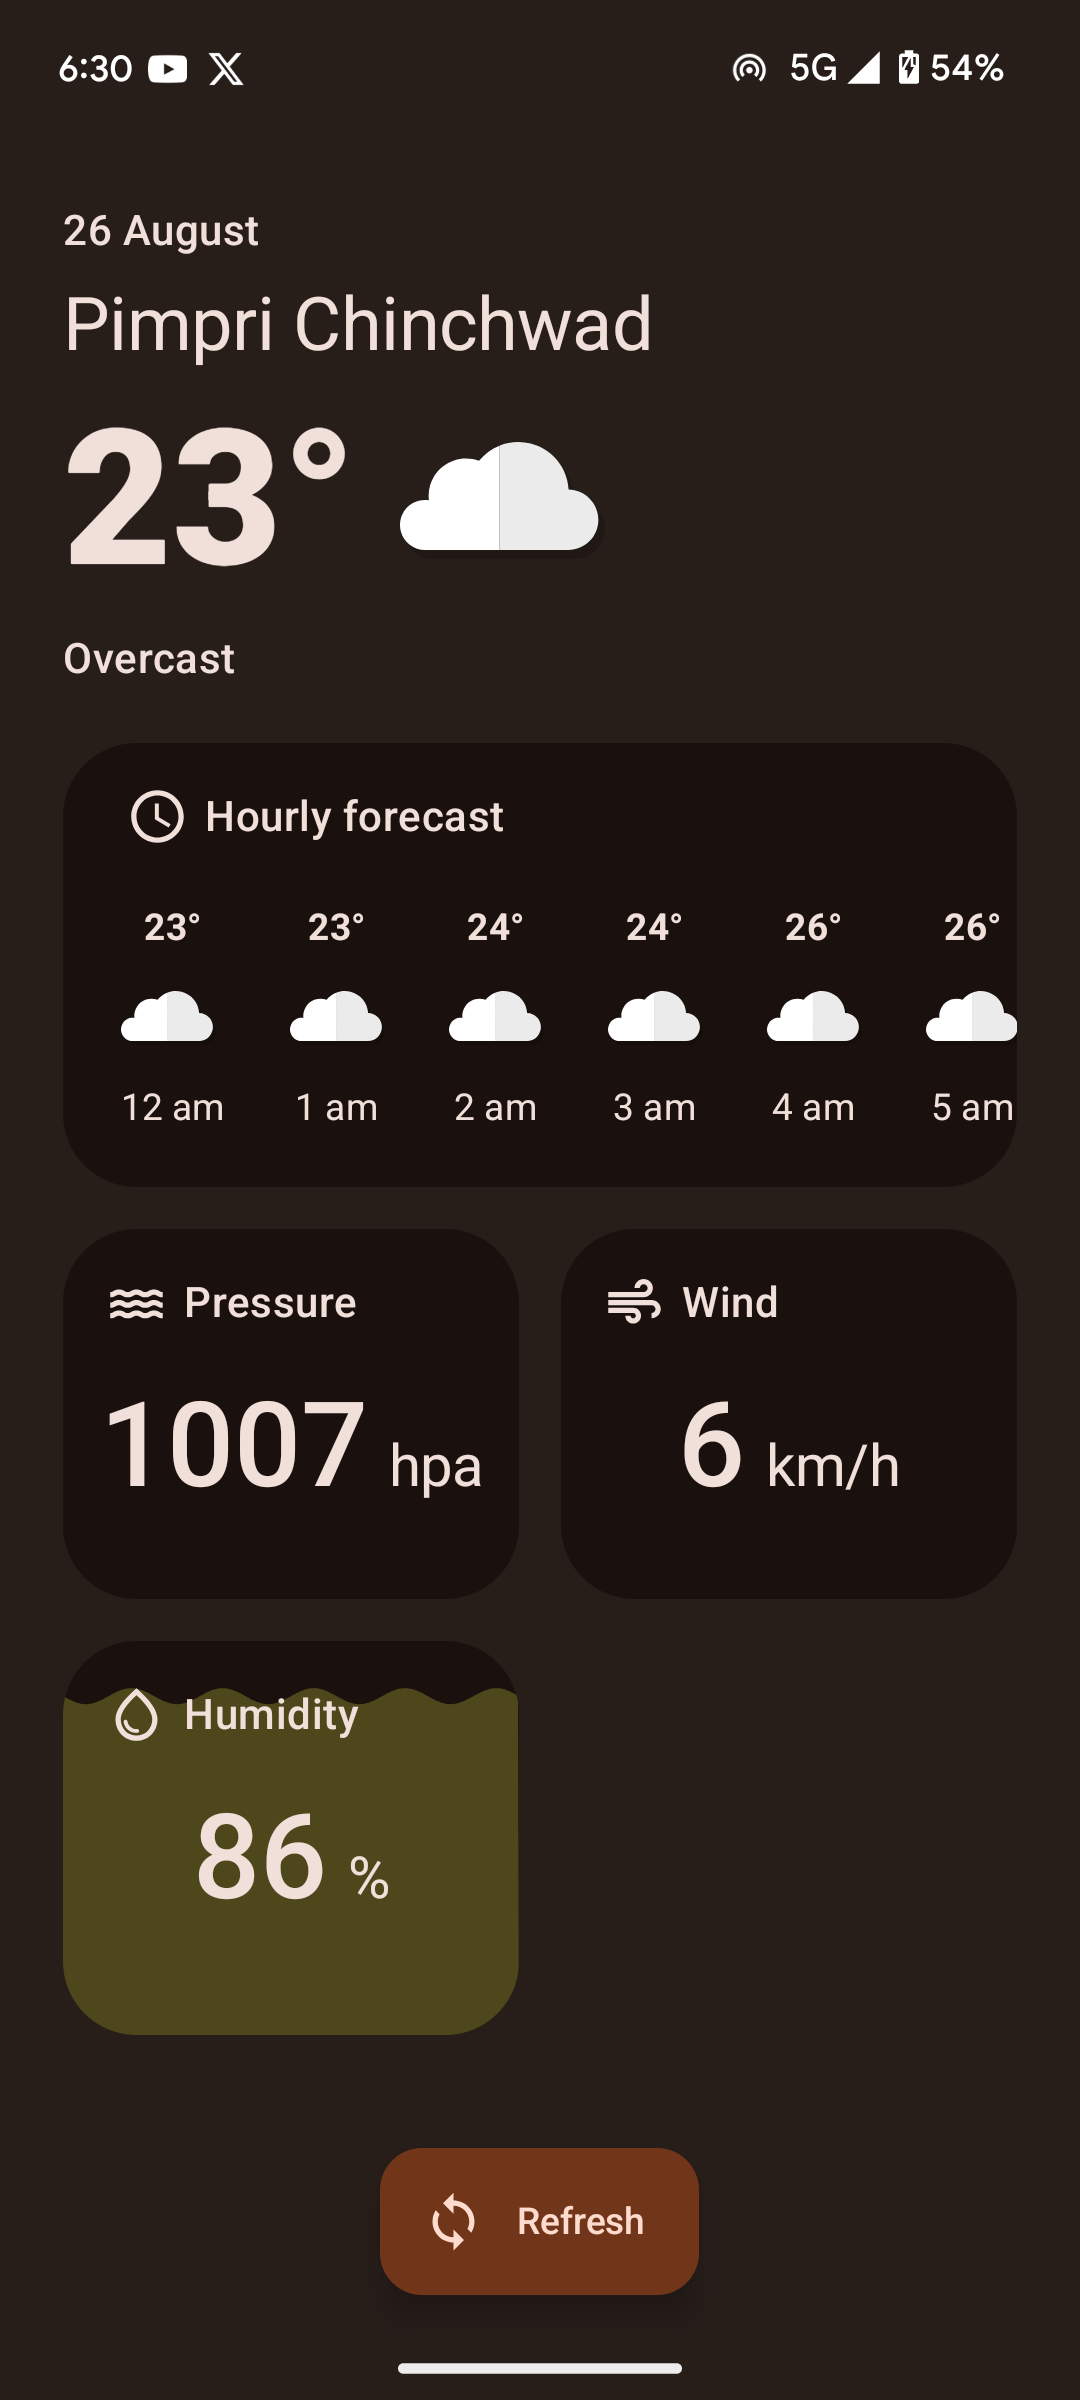 6:30 5G 54%
26 August
Pimpri Chinchwad
23°
Overcast
Hourly forecast
23° 23° 24° 24° 26° 26°
12 am 1 am 2 am 3 am 4 am 5 am
Pressure
1007 hpa
Wind
6 km/h
Humidity
86 %
Refresh